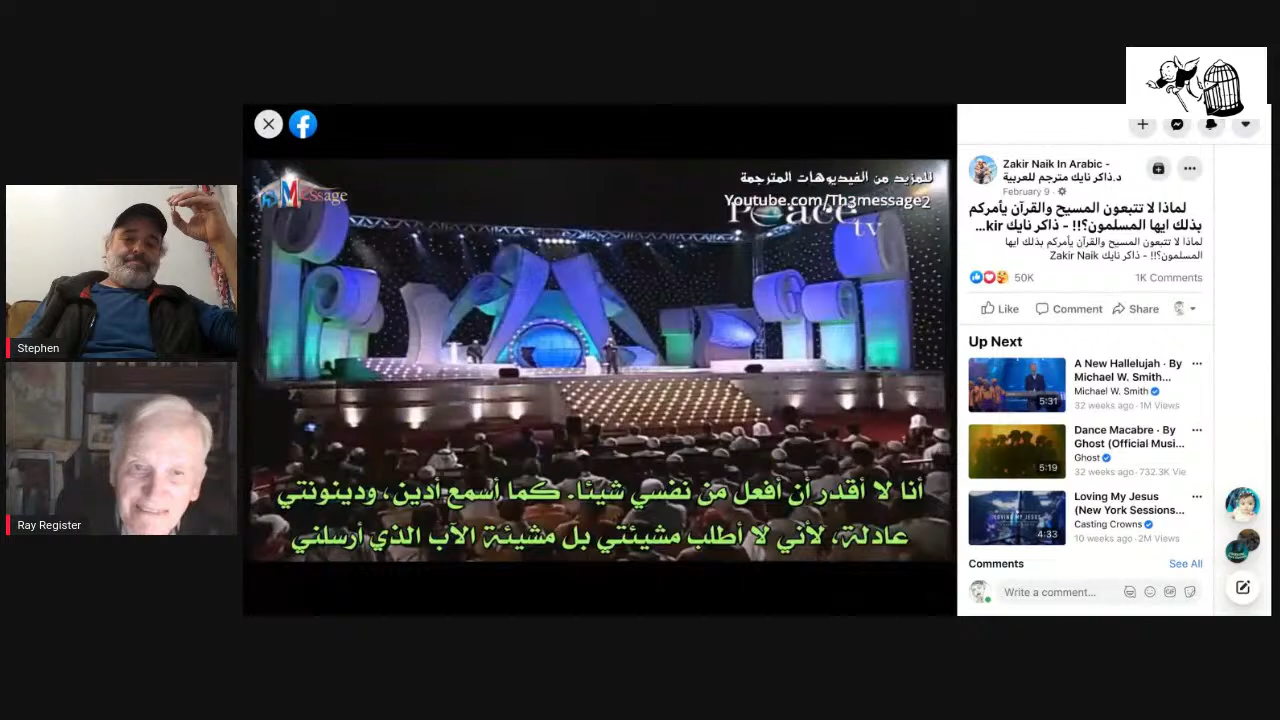 Stephen
Ray Register
Message
للمزيد من الفيديوهات المترجمة
Youtube.com/Th3message2
Peace
tv
أنا لا أقدر أن أفعل من نفسي شيئا. كما أسمع أدين، ودينونتي
عادلة، لأني لا أطلب مشيئتي بل مشيئة الآب الذي أرسلني
Zakir Naik In Arabic -
د.ذاكر نايك مترجم للعربية
February 9 ·
لماذا لا تتبعون المسيح والقرآن يأمركم
بذلك ايها المسلمون؟!! - ذاكر نايك kir...
لماذا لا تتبعون المسيح والقرآن يأمركم بذلك ايها
المسلمون؟!! - ذاكر نايك Zakir Naik
50K
1K Comments
Like
Comment
Share
Up Next
A New Hallelujah · By
Michael W. Smith...
Michael W. Smith
32 weeks ago · 1M Views
5:31
Dance Macabre · By
Ghost (Official Musi...
Ghost
32 weeks ago · 732.3K Vie
5:19
Loving My Jesus
(New York Sessions...
Casting Crowns
10 weeks ago · 2M Views
LOVING MY JESUS
4:33
Comments
See All
Write a comment...
GIF